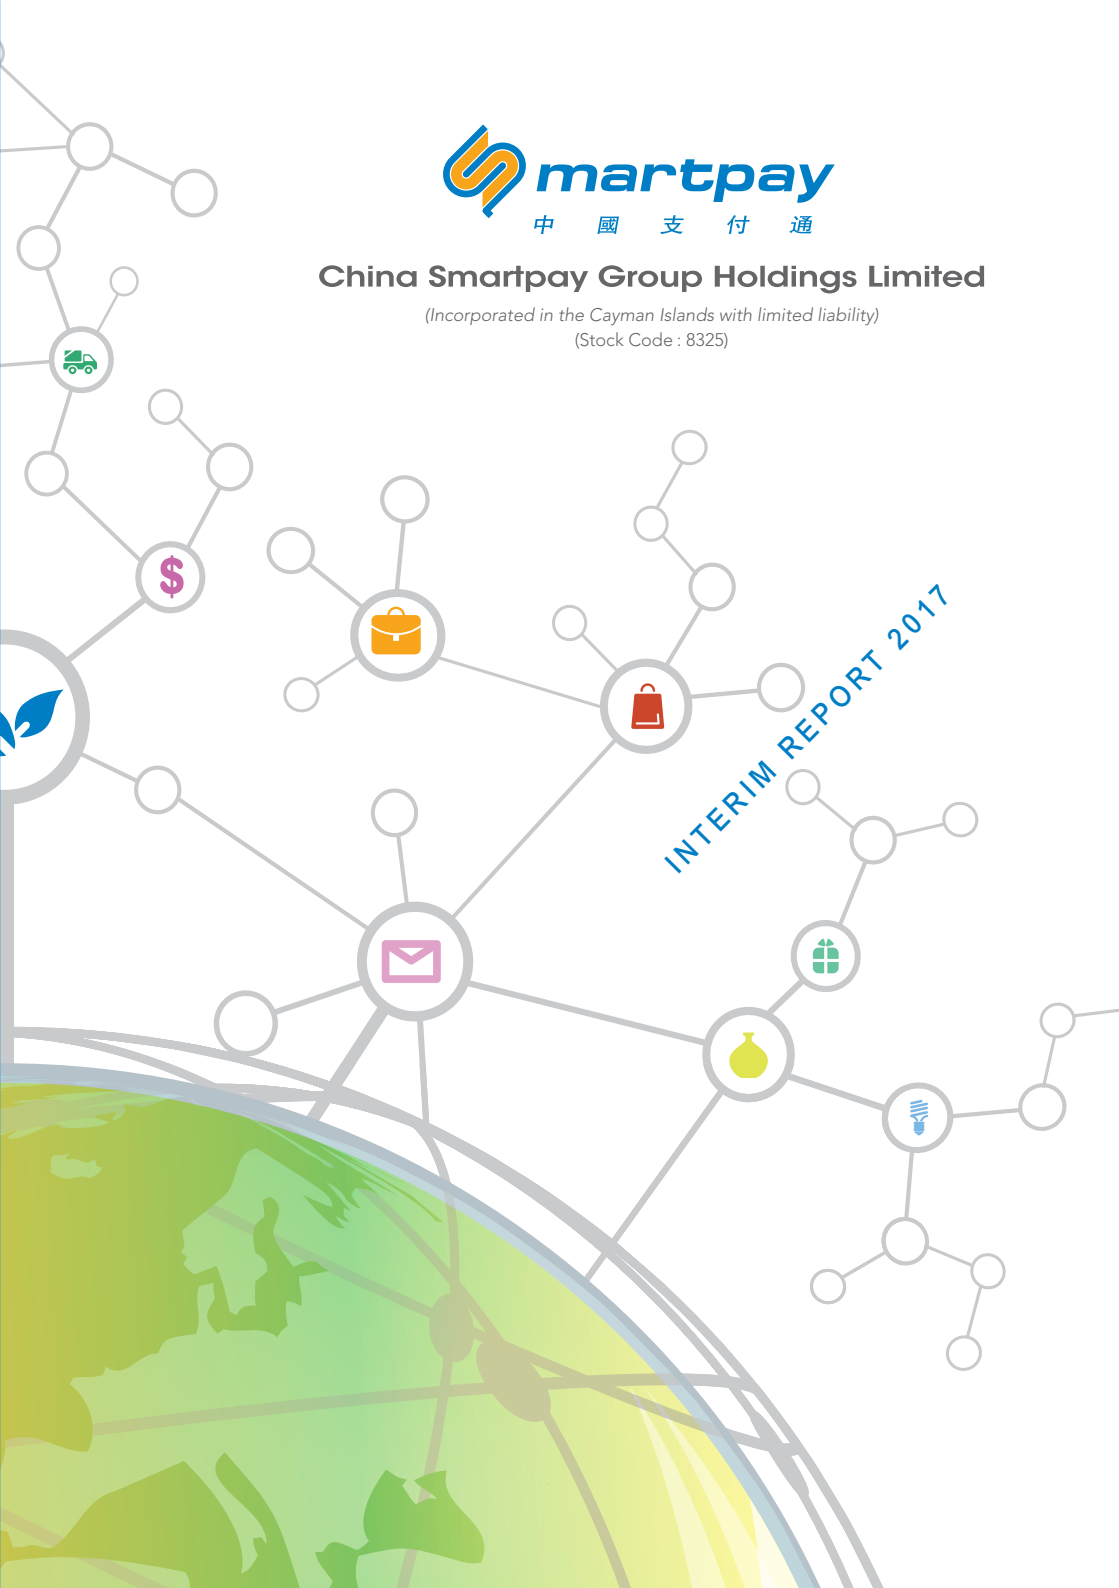 martpay
中國支付通
China Smartpay Group Holdings Limited
(Incorporated in the Cayman Islands with limited liability)
(Stock Code : 8325)
$
INTERIM REPORT 2017